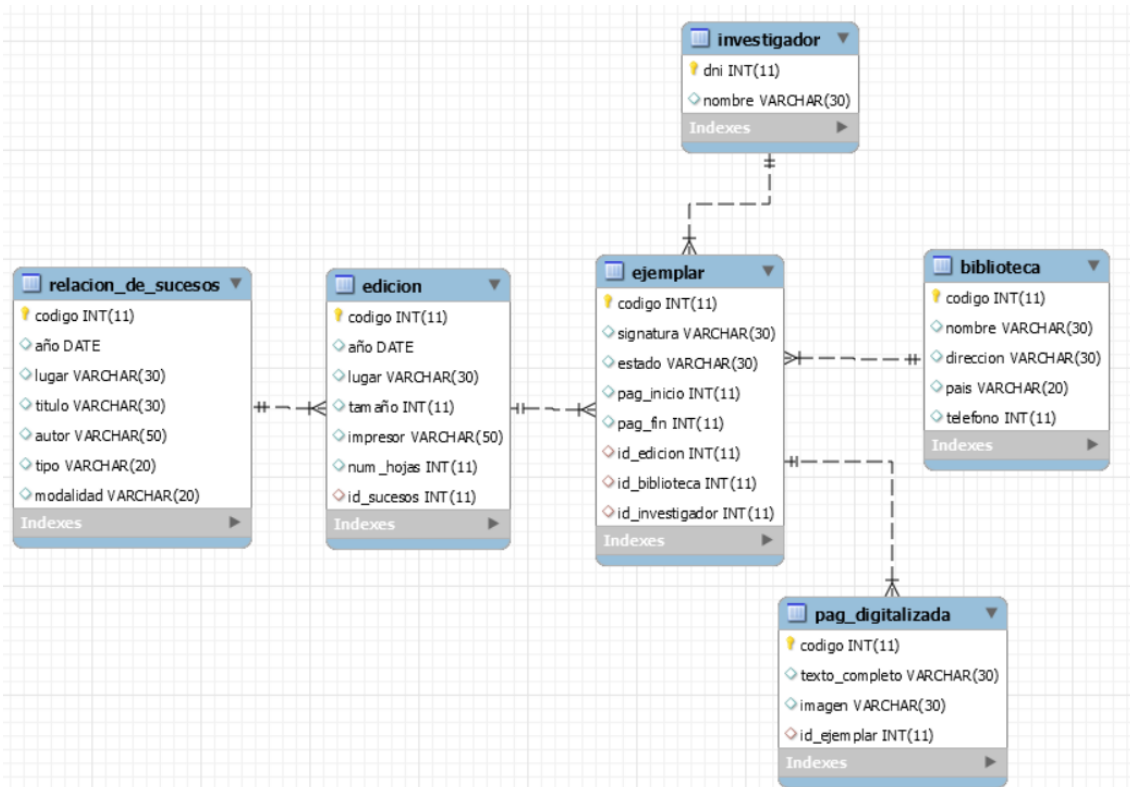 investigador
dni INT(11)
nombre VARCHAR(30)
Indexes
relacion_de_sucesos
codigo INT(11)
año DATE
lugar VARCHAR(30)
titulo VARCHAR(30)
autor VARCHAR(50)
tipo VARCHAR(20)
modalidad VARCHAR(20)
Indexes
edicion
codigo INT(11)
año DATE
lugar VARCHAR(30)
tamaño INT(11)
impresor VARCHAR(50)
num_hojas INT(11)
id_sucesos INT(11)
Indexes
ejemplar
codigo INT(11)
signatura VARCHAR(30)
estado VARCHAR(30)
pag_inicio INT(11)
pag_fin INT(11)
id_edicion INT(11)
id_biblioteca INT(11)
id_investigador INT(11)
Indexes
biblioteca
codigo INT(11)
nombre VARCHAR(30)
direccion VARCHAR(30)
pais VARCHAR(20)
telefono INT(11)
Indexes
pag_digitalizada
codigo INT(11)
texto_completo VARCHAR(30)
imagen VARCHAR(30)
id_ejemplar INT(11)
Indexes